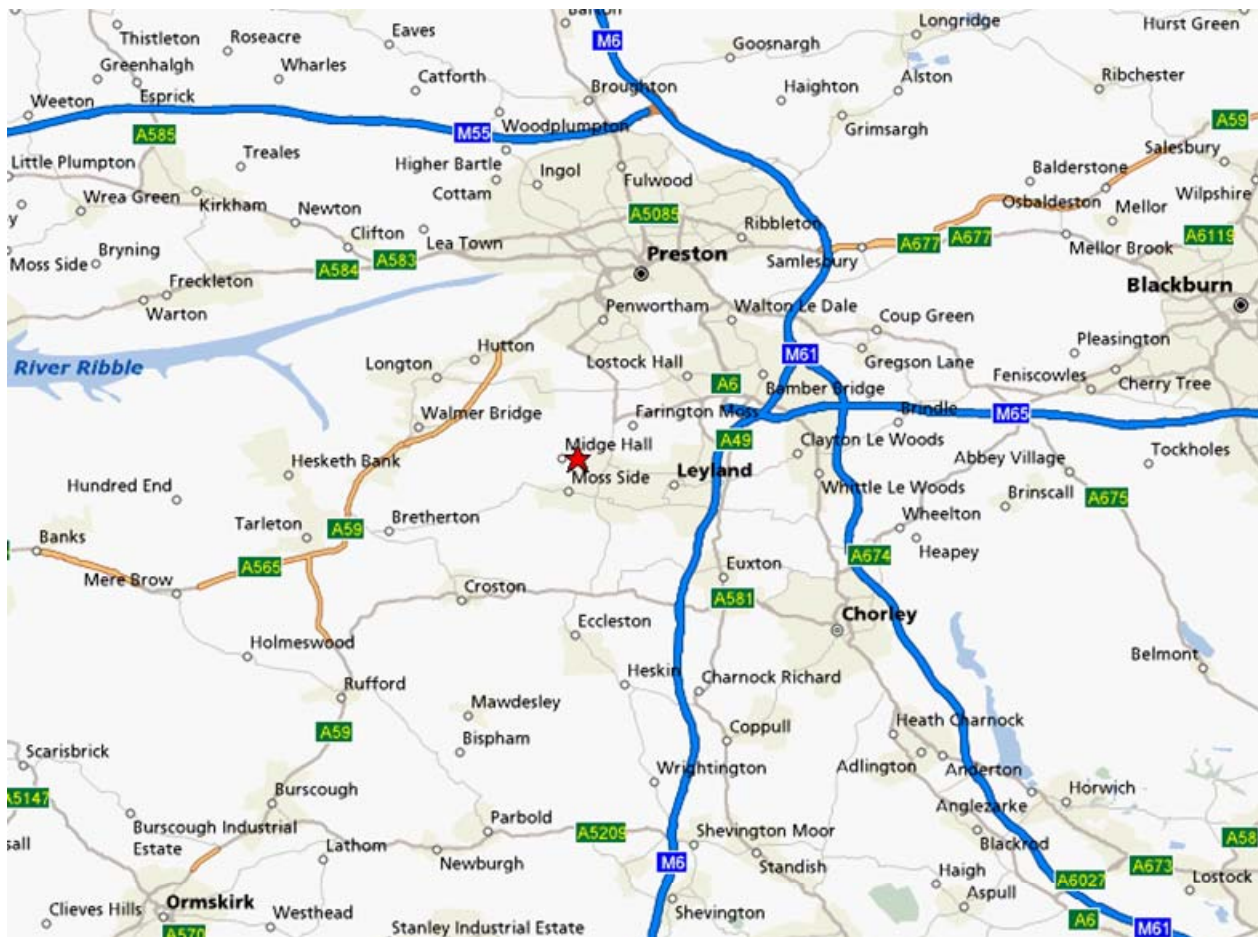 Barton
Longridge
Hurst Green
Thistleton
Roseacre
Eaves
M6
Goosnargh
Greenhalgh
Wharles
Catforth
Broughton
Haighton
Alston
Ribchester
Weeton
Esprick
A585
M55
Woodplumpton
Grimsargh
A59
Little Plumpton
Treales
Higher Bartle
Ingol
Fulwood
Balderstone
Salesbury
Wrea Green
Kirkham
Cottam
Newton
A5085
Ribbleton
Osbaldeston
Mellor
Wilpshire
Clifton
Lea Town
Preston
Samlesbury
A677
A677
Mellor Brook
A6119
Moss Side
Bryning
A584
A583
Freckleton
Warton
Penwortham
Walton Le Dale
Coup Green
Blackburn
River Ribble
Longton
Hutton
Lostock Hall
M61
Gregson Lane
Pleasington
Feniscowles
Cherry Tree
A6
Bamber Bridge
Walmer Bridge
Farington Moss
Brindle
M65
Midge Hall
A49
Clayton Le Woods
Hesketh Bank
Moss Side
Leyland
Abbey Village
Tockholes
Hundred End
Whittle Le Woods
Brinscall
A675
Tarleton
A59
Bretherton
Wheelton
Heapey
Banks
A565
Mere Brow
A674
Euxton
Croston
A581
Chorley
Eccleston
Holmeswood
Belmont
Heskin
Charnock Richard
Rufford
Mawdesley
A59
Bispham
Coppull
Heath Charnock
Scarisbrick
Adlington
Anderton
Wrightington
A5147
Burscough
Anglezarke
Horwich
Burscough Industrial
Estate
Parbold
A5209
Shevington Moor
Blackrod
A58
Lathom
Newburgh
M6
Standish
Haigh
A673
A6027
Lostock
Aspull
Ormskirk
Clieves Hills
A570
Westhead
Stanley Industrial Estate
Shevington
A6
M61